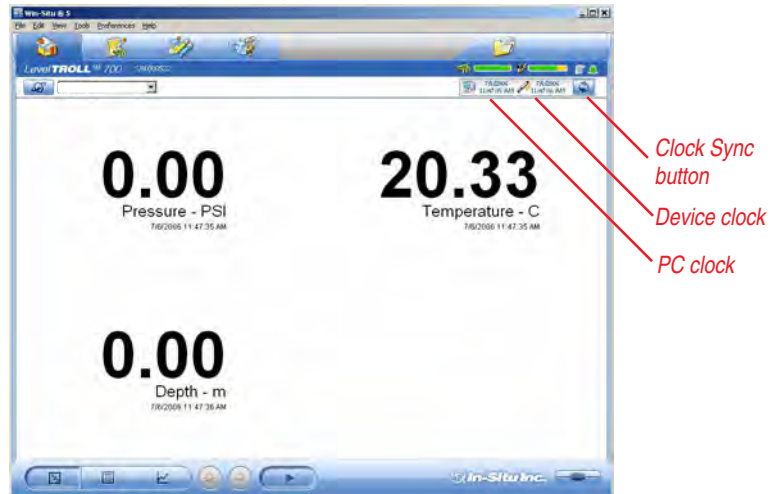 Win-Situ® 5
File Edit View Tools Preferences Help
LevelTROLL™ 700
0.00
Pressure - PSI
7/6/2006 11:47:35 AM
20.33
Temperature - C
7/6/2006 11:47:35 AM
0.00
Depth - m
7/6/2006 11:47:36 AM
In-Situ Inc.
Clock Sync
button
Device clock
PC clock